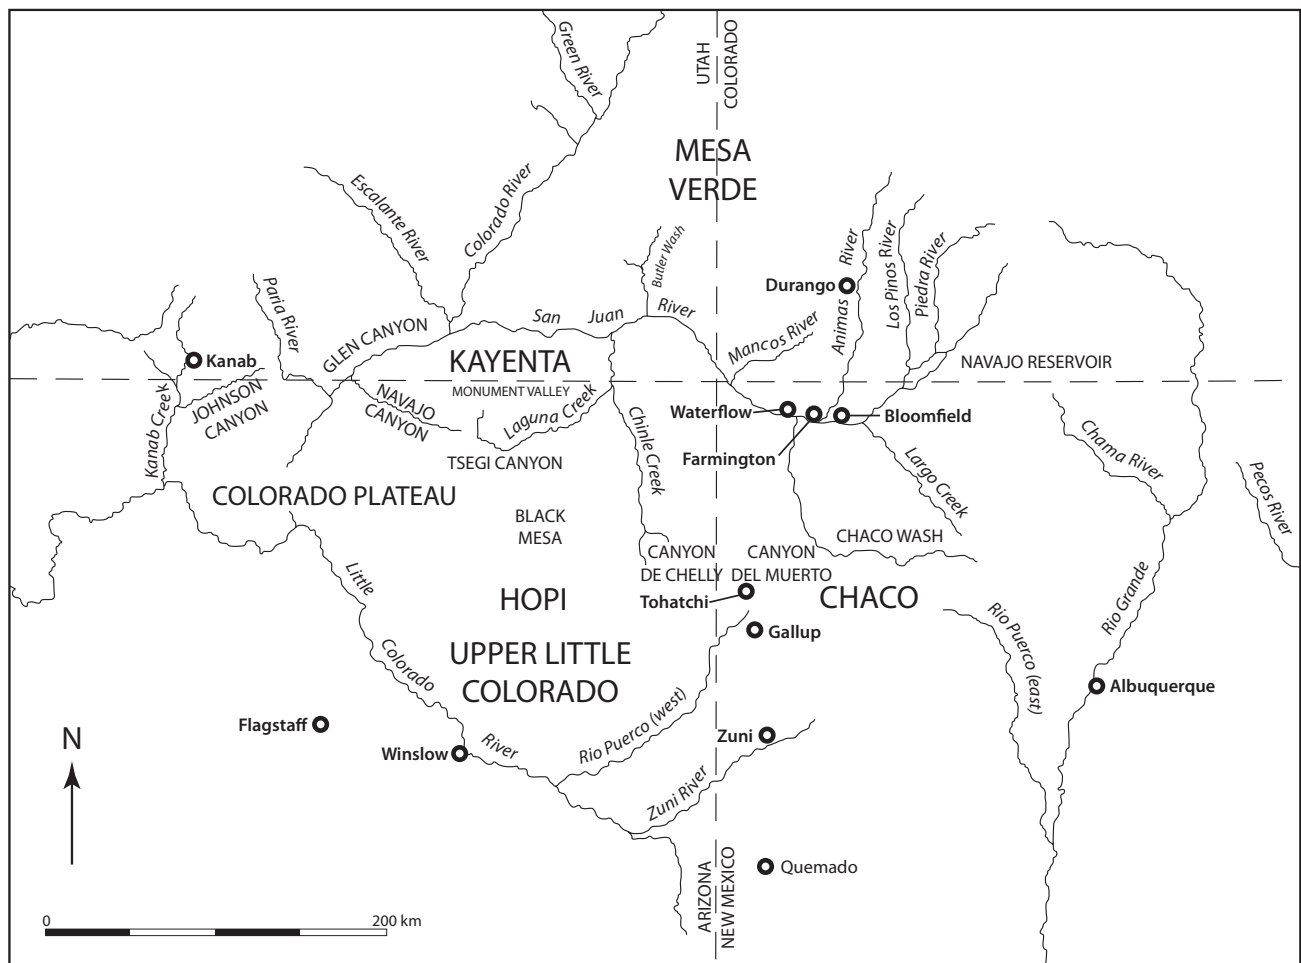 Green River
UTAH
COLORADO
MESA
VERDE
Escalante River
Colorado River
Butler Wash
Paria River
GLEN CANYON
San Juan River
Durango
Animas River
Los Pinos River
Piedra River
Mancos River
Kanab
KAYENTA
NAVAJO RESERVOIR
MONUMENT VALLEY
Kanab Creek
JOHNSON
CANYON
NAVAJO
CANYON
Laguna Creek
Chinle Creek
Waterflow
Bloomfield
Farmington
Largo Creek
Chama River
Pecos River
TSEGI CANYON
COLORADO PLATEAU
BLACK
MESA
CHACO WASH
CANYON
DE CHELLY
CANYON
DEL MUERTO
Tohatchi
HOPI
CHACO
Gallup
Rio Puerco (east)
Rio Grande
Albuquerque
UPPER LITTLE
COLORADO
Little Colorado River
Flagstaff
Winslow
Rio Puerco (west)
Zuni
Zuni River
N
ARIZONA
NEW MEXICO
Quemado
0
200 km